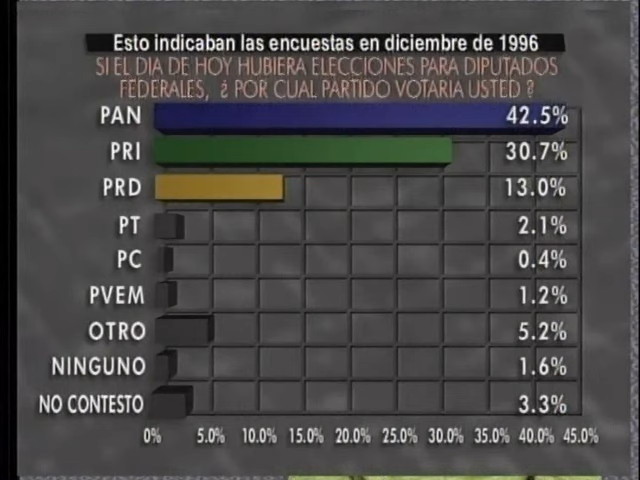 Esto indicaban las encuestas en diciembre de 1996
SI EL DIA DE HOY HUBIERA ELECCIONES PARA DIPUTADOS
FEDERALES, ¿ POR CUAL PARTIDO VOTARIA USTED ?
PAN 42.5%
PRI 30.7%
PRD 13.0%
PT 2.1%
PC 0.4%
PVEM 1.2%
OTRO 5.2%
NINGUNO 1.6%
NO CONTESTO 3.3%
0% 5.0% 10.0% 15.0% 20.0% 25.0% 30.0% 35.0% 40.0% 45.0%